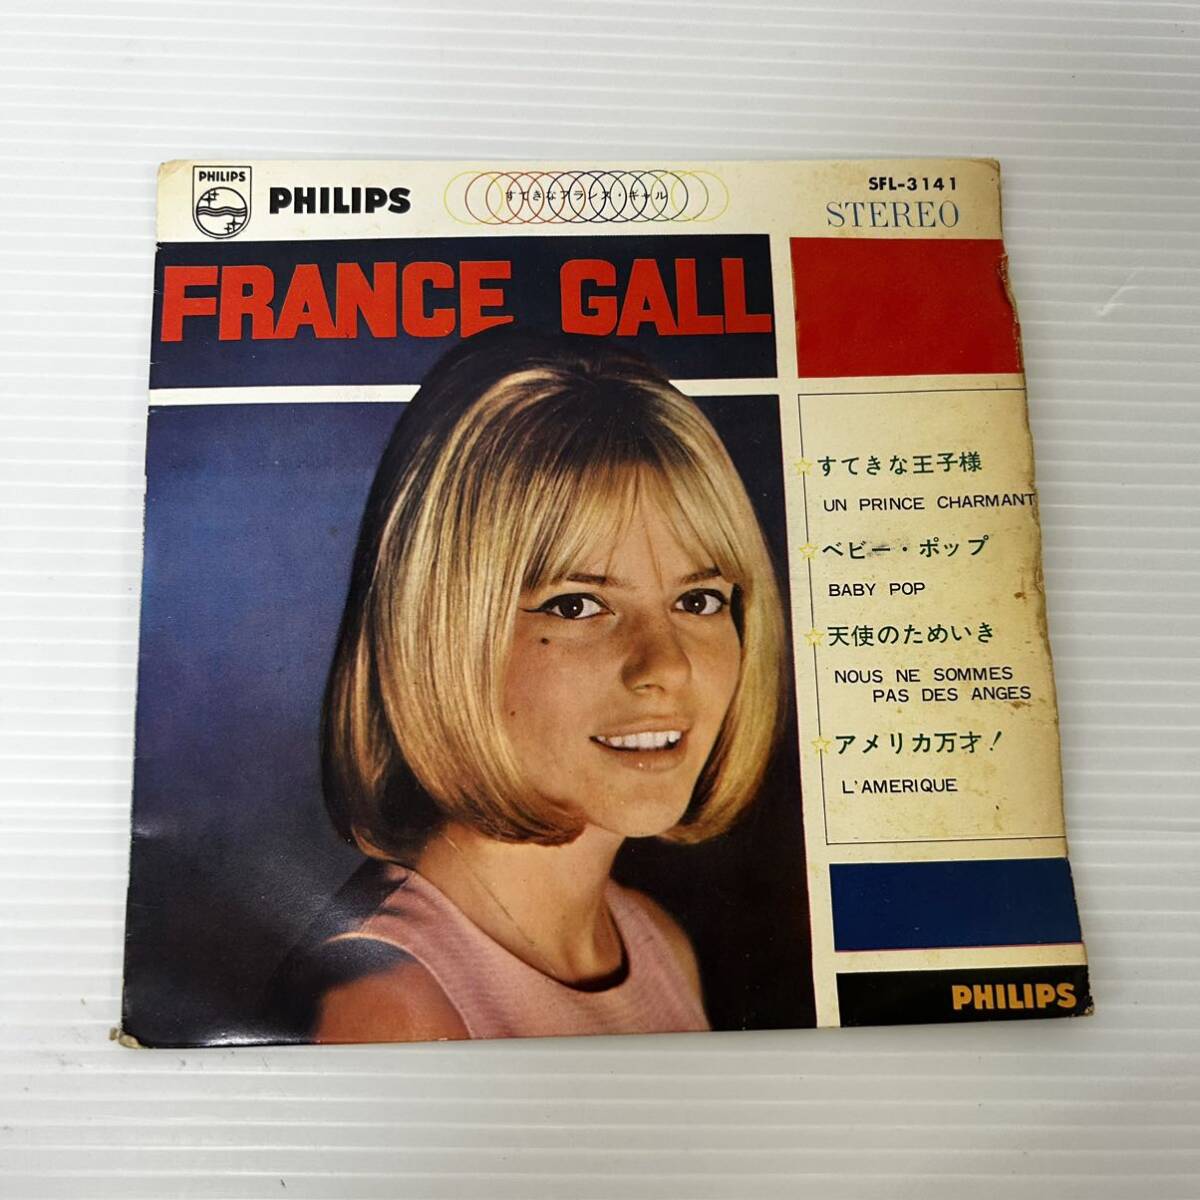 PHILIPS
PHILIPS
すてきなフランス・ギャル
SFL-3141
STEREO
FRANCE GALL
☆すてきな王子様
UN PRINCE CHARMANT
☆ベビー・ポップ
BABY POP
☆天使のためいき
NOUS NE SOMMES
PAS DES ANGES
☆アメリカ万才!
L'AMERIQUE
PHILIPS